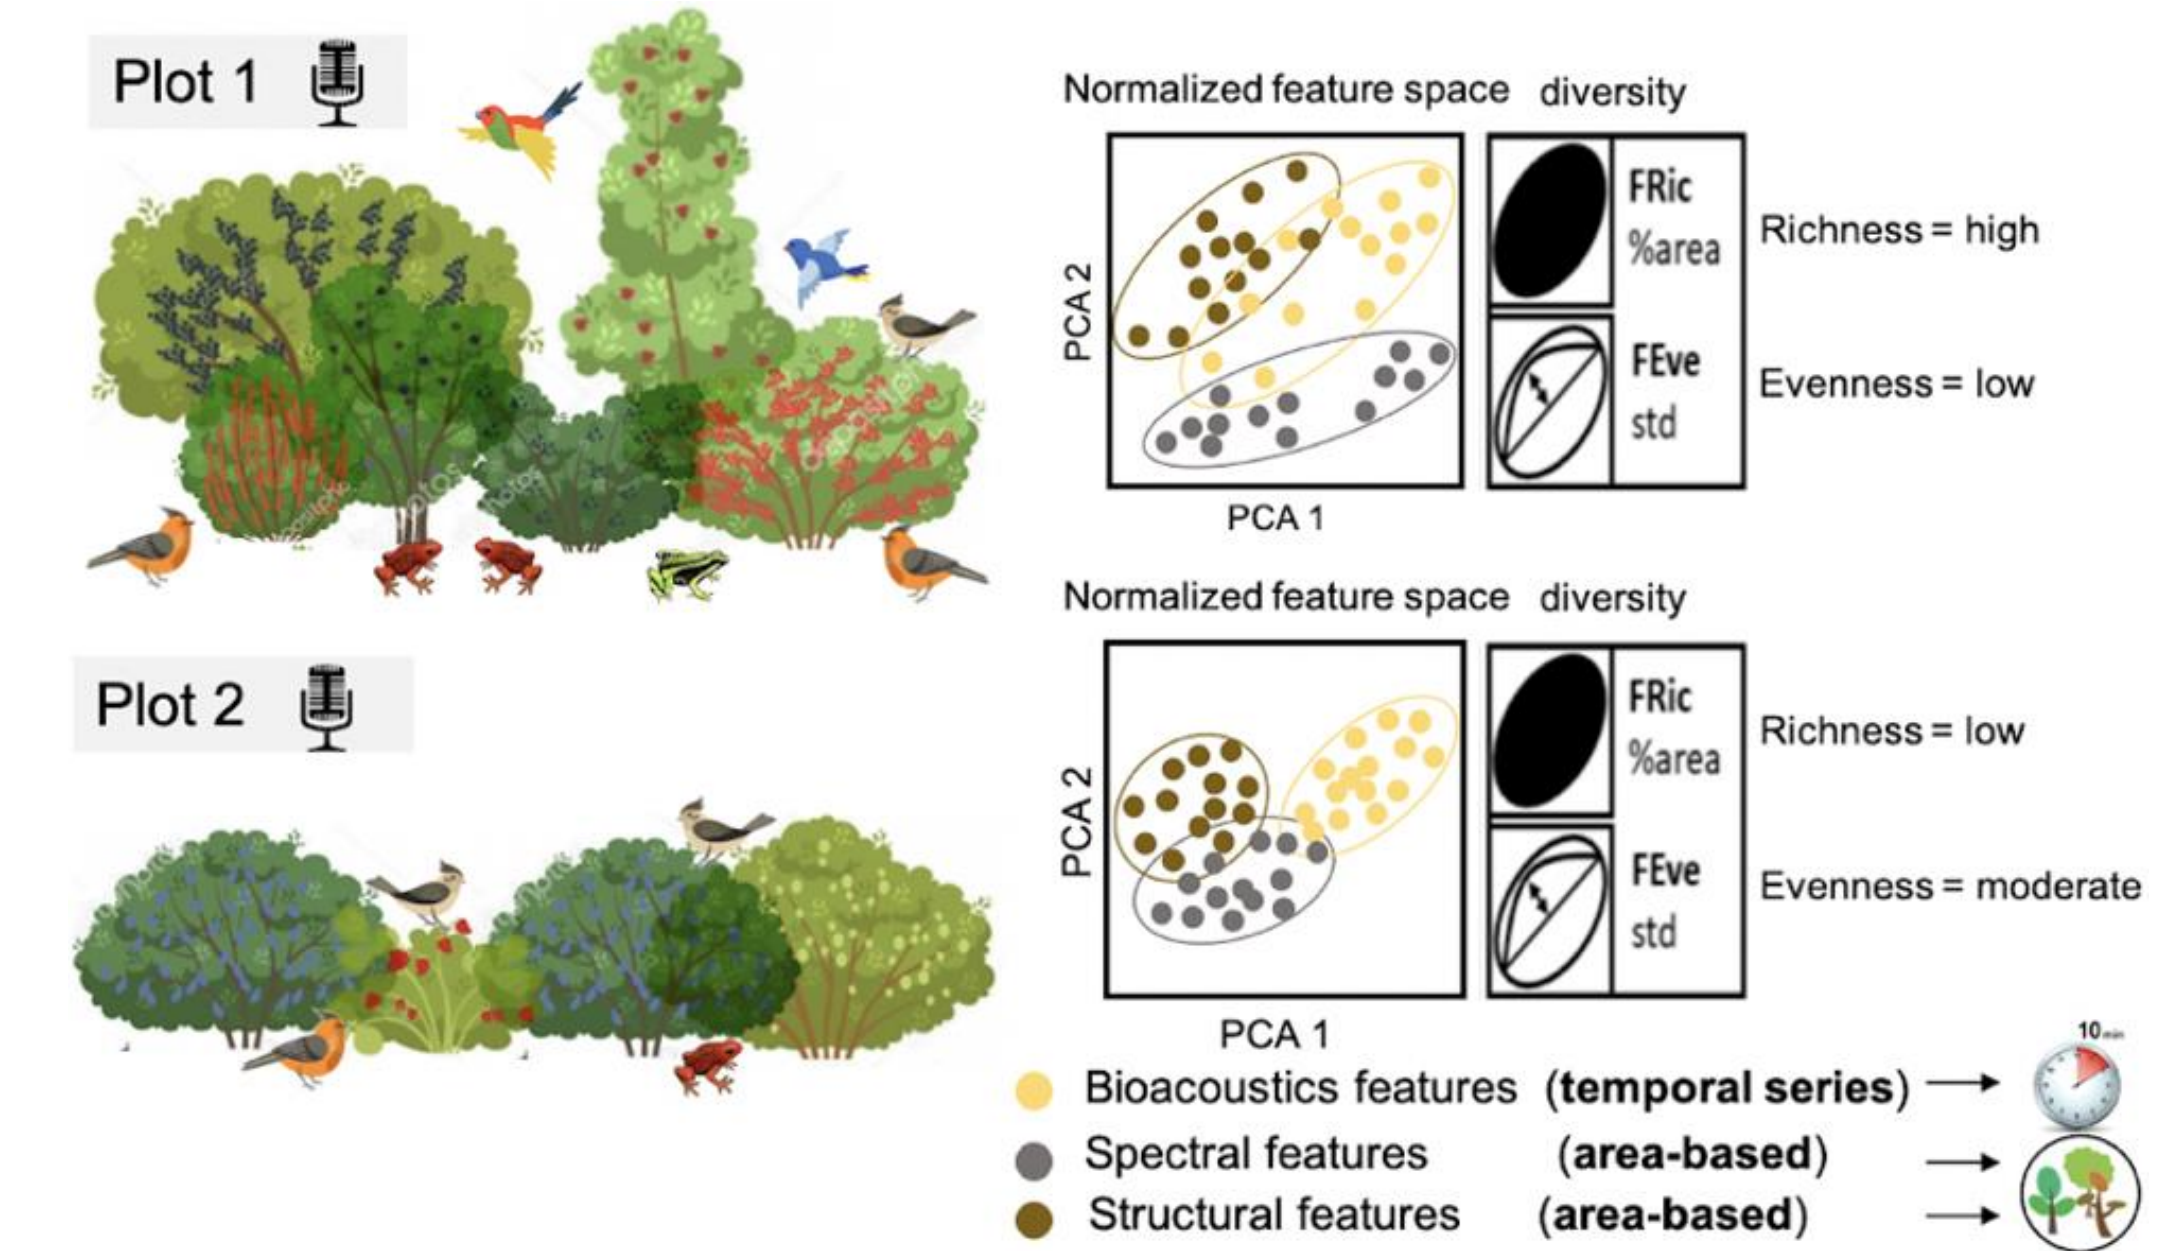 Plot 1
Normalized feature space diversity
PCA 2
FRic
%area
Richness = high
FEve
std
Evenness = low
PCA 1
Plot 2
Normalized feature space diversity
PCA 2
FRic
%area
Richness = low
FEve
std
Evenness = moderate
PCA 1
10 min
Bioacoustics features (temporal series)
Spectral features (area-based)
Structural features (area-based)